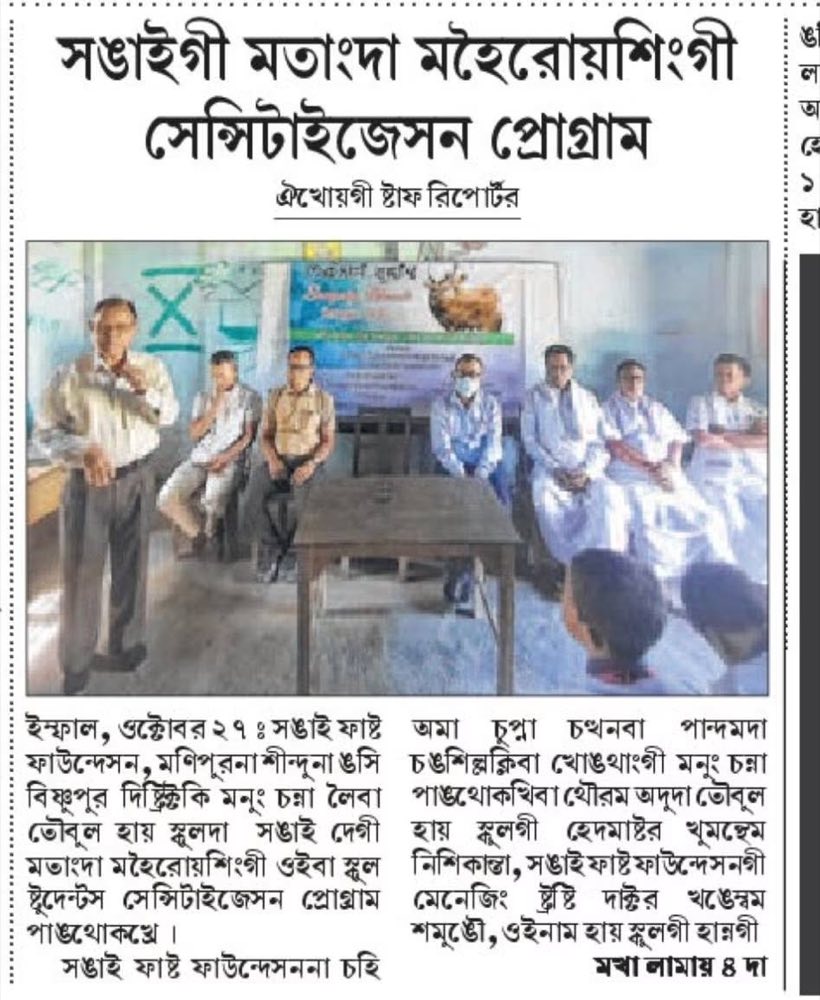 সঙাইগী মতাংদা মহৈরোয়শিংগী
সেন্সিটাইজেসন প্রোগ্রাম
ঐখোয়গী ষ্টাফ রিপোর্টর
ইম্ফাল, ওক্টোবর ২৭ ঃ সঙাই ফাষ্ট
ফাউন্দেসন, মণিপুরনা শীন্দুনা ঙসি
বিষ্ণুপুর দিষ্ট্রিক্টকি মনুং চন্না লৈবা
তৌবুল হায় স্কুলদা সঙাই দেগী
মতাংদা মহৈরোয়শিংগী ওইবা স্কুল
ষ্টুদেন্টস সেন্সিটাইজেসন প্রোগ্রাম
পাঙথোকখ্রে ।
সঙাই ফাষ্ট ফাউন্দেসননা চহি
অমা চুপ্না চত্থনবা পান্দমদা
চঙশিল্লক্লিবা খোঙথাংগী মনুং চন্না
পাঙথোকখিবা থৌরম অদুদা তৌবুল
হায় স্কুলগী হেদমাষ্টর খুমন্থেম
নিশিকান্তা, সঙাই ফাষ্ট ফাউন্দেসনগী
মেনেজিং ট্রষ্টি দাক্টর খঙেম্বম
শমুঙৌ, ওইনাম হায় স্কুলগী হান্নগী
মখা লামায় ৪ দা